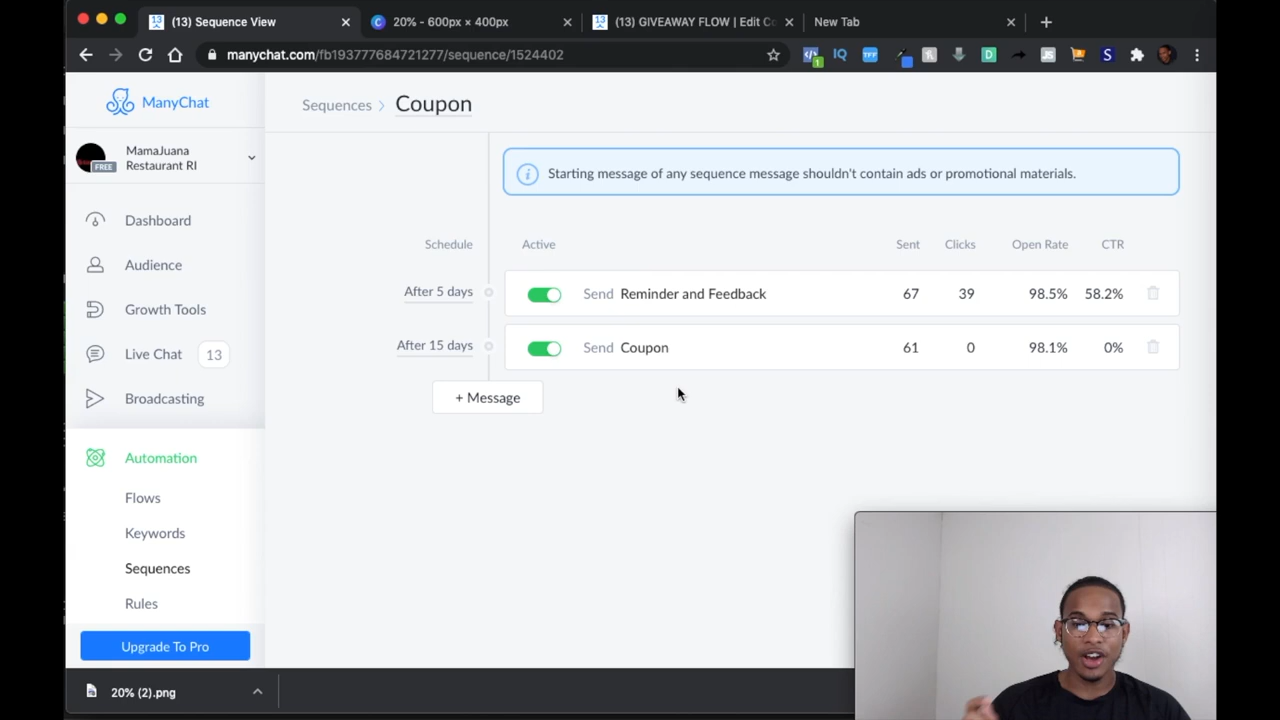 (13) Sequence View
20% - 600px × 400px
(13) GIVEAWAY FLOW | Edit Co
New Tab
manychat.com/fb193777684721277/sequence/1524402
ManyChat
Sequences
Coupon
MamaJuana
Restaurant RI
FREE
Starting message of any sequence message shouldn't contain ads or promotional materials.
Dashboard
Schedule Active Sent Clicks Open Rate CTR
Audience
After 5 days Send Reminder and Feedback 67 39 98.5% 58.2%
Growth Tools
After 15 days Send Coupon 61 0 98.1% 0%
Live Chat 13
Broadcasting
+ Message
Automation
Flows
Keywords
Sequences
Rules
Upgrade To Pro
20% (2).png